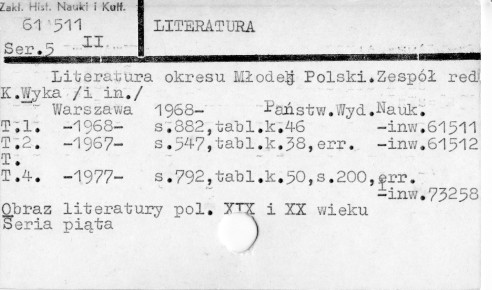 Zakł. Hist. Nauki i Kult.
61 511
II
Ser.5
LITERATURA
Literatura okresu Młodej Polski.Zespół red
K.Wyka /i in./
Warszawa 1968- Państw.Wyd.Nauk.
T.1. -1968- s.882,tabl.k.46 -inw.61511
T.2. -1967- s.547,tabl.k.38,err. -inw.61512
T.
T.4. -1977- s.792,tabl.k.50,s.200,err.
-inw.73258
Obraz literatury pol. XIX i XX wieku
Seria piąta